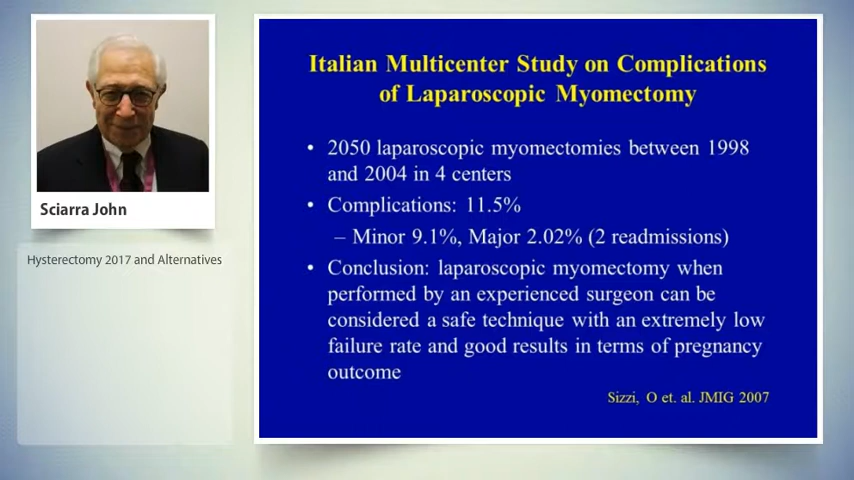 Sciarra John
Hysterectomy 2017 and Alternatives
Italian Multicenter Study on Complications
of Laparoscopic Myomectomy
• 2050 laparoscopic myomectomies between 1998
and 2004 in 4 centers
• Complications: 11.5%
– Minor 9.1%, Major 2.02% (2 readmissions)
• Conclusion: laparoscopic myomectomy when
performed by an experienced surgeon can be
considered a safe technique with an extremely low
failure rate and good results in terms of pregnancy
outcome
Sizzi, O et. al. JMIG 2007